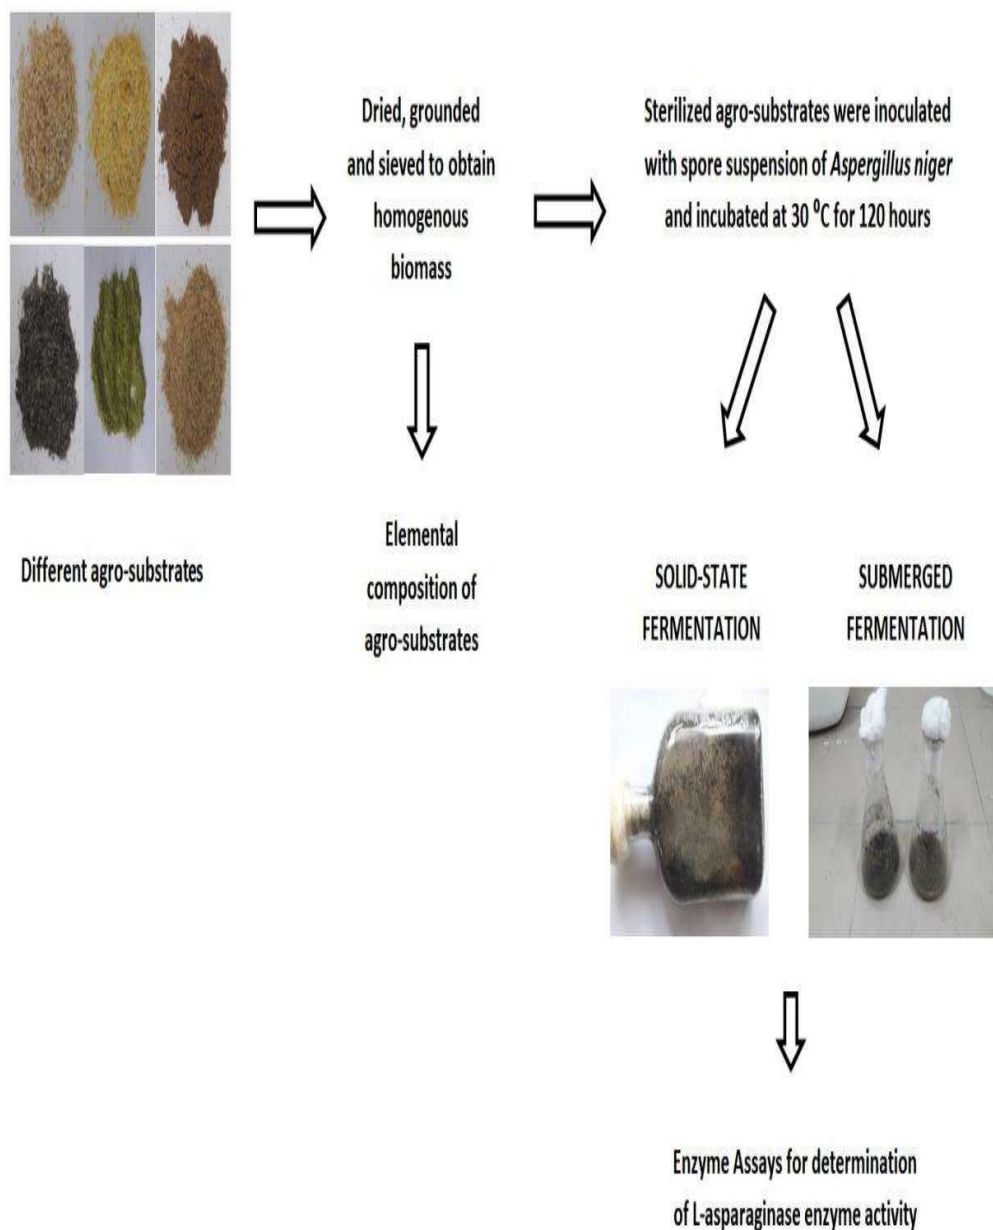 Dried, grounded
and sieved to obtain
homogenous
biomass
Sterilized agro-substrates were inoculated
with spore suspension of Aspergillus niger
and incubated at 30 ⁰C for 120 hours
Different agro-substrates
Elemental
composition of
agro-substrates
SOLID-STATE
FERMENTATION
SUBMERGED
FERMENTATION
Enzyme Assays for determination
of L-asparaginase enzyme activity